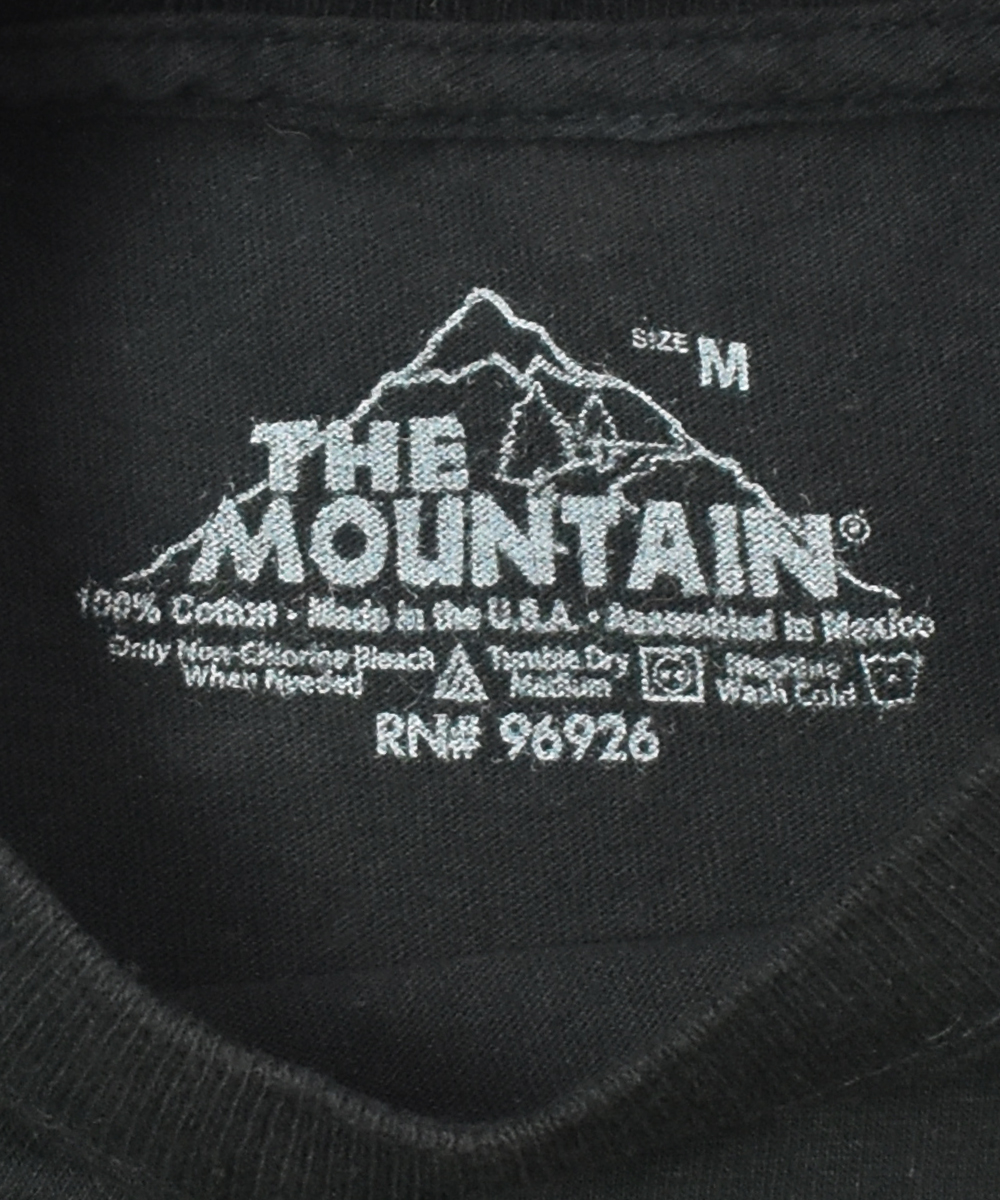 SIZE M
THE
MOUNTAIN®
100% Cotton • Made in the U.S.A. • Assembled in Mexico
Only Non-Chlorine Bleach
When Needed
Tumble Dry
Medium
Machine
Wash Cold
RN# 96926